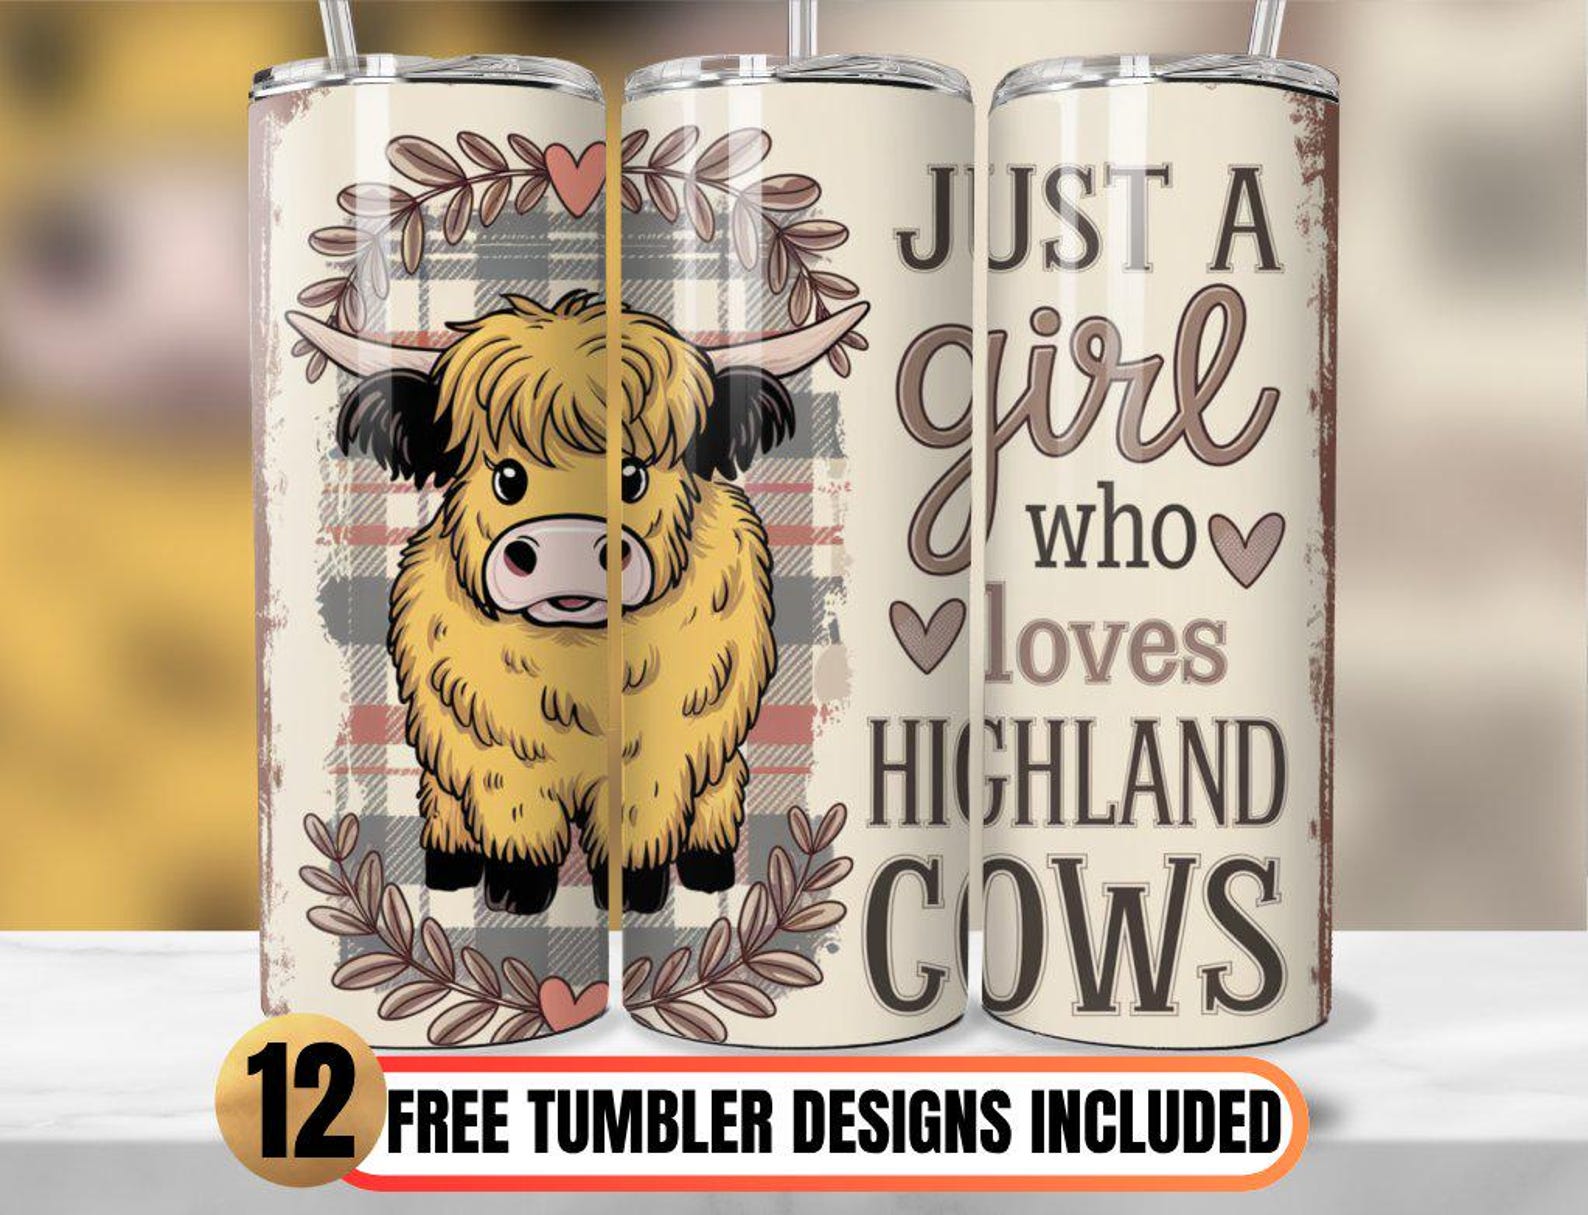 JUST A
girl
who
loves
HIGHLAND
COWS
12 FREE TUMBLER DESIGNS INCLUDED